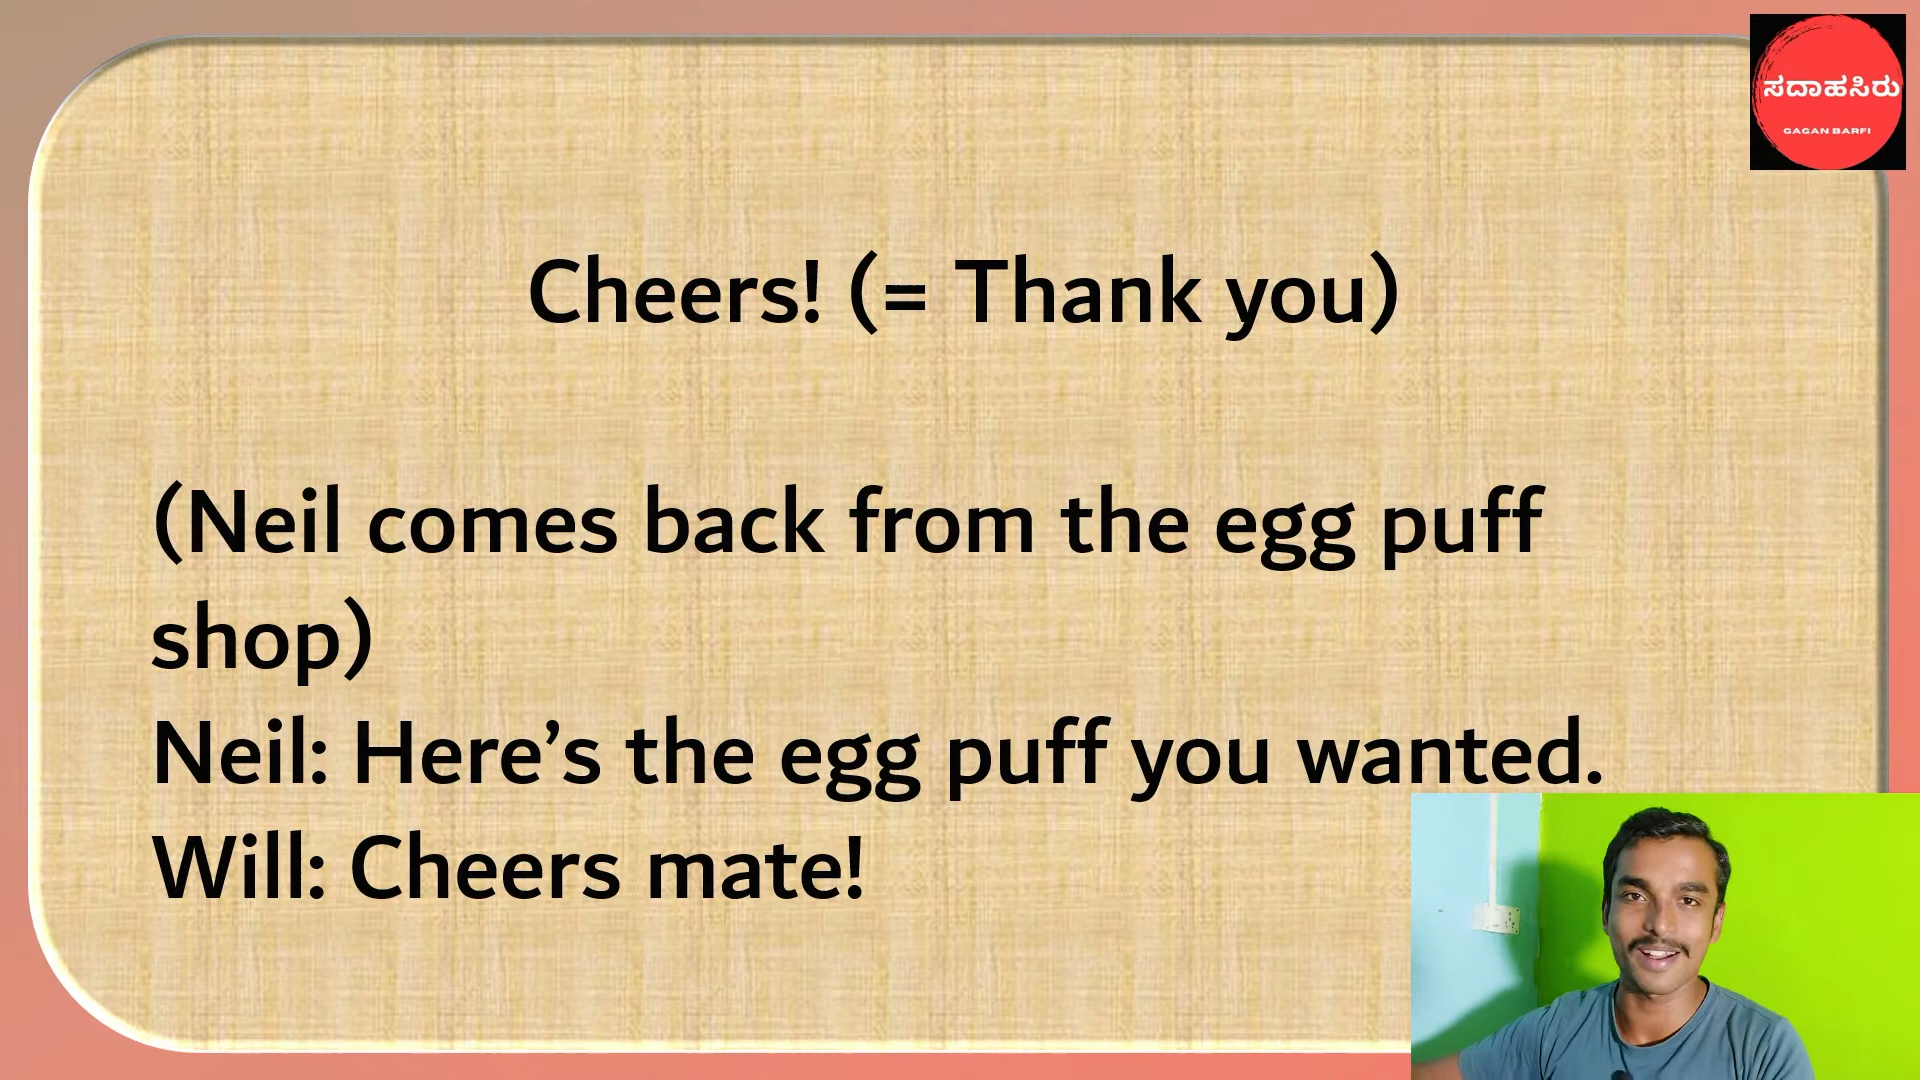 ಸದಾಹಸಿರು
GAGAN BARFI
Cheers! (= Thank you)
(Neil comes back from the egg puff
shop)
Neil: Here’s the egg puff you wanted.
Will: Cheers mate!